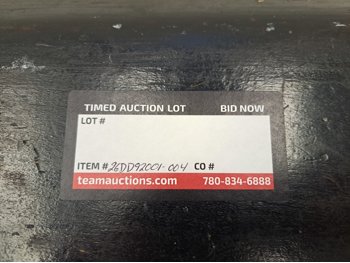 TIMED AUCTION LOT BID NOW
LOT #
ITEM # 26DD92001-004 CO #
teamauctions.com 780-834-6888